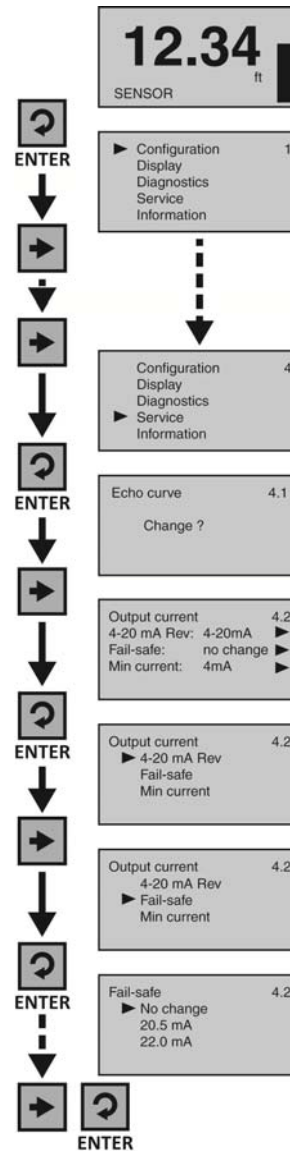 12.34
ft
SENSOR
ENTER
Configuration 1
Display
Diagnostics
Service
Information
Configuration 4
Display
Diagnostics
Service
Information
ENTER
Echo curve 4.1
Change ?
Output current 4.2
4-20 mA Rev: 4-20mA
Fail-safe: no change
Min current: 4mA
ENTER
Output current 4.2
4-20 mA Rev
Fail-safe
Min current
Output current 4.2
4-20 mA Rev
Fail-safe
Min current
ENTER
Fail-safe 4.2
No change
20.5 mA
22.0 mA
ENTER